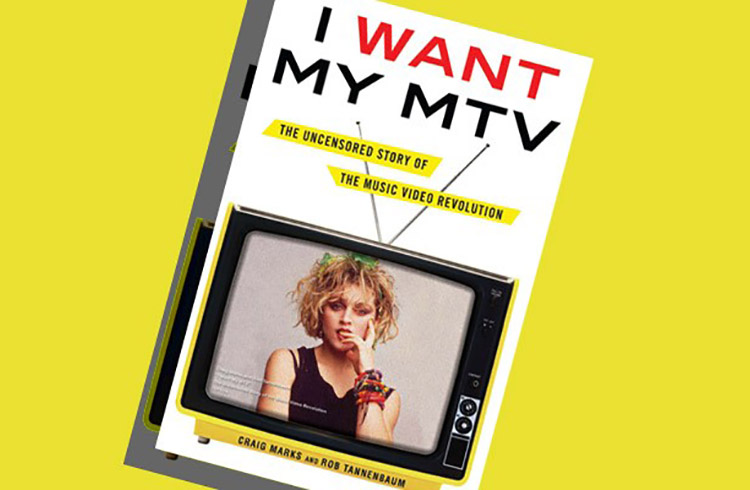 I WANT
MY MTV
THE UNCENSORED STORY OF
THE MUSIC VIDEO REVOLUTION
CRAIG MARKS AND ROB TANNENBAUM